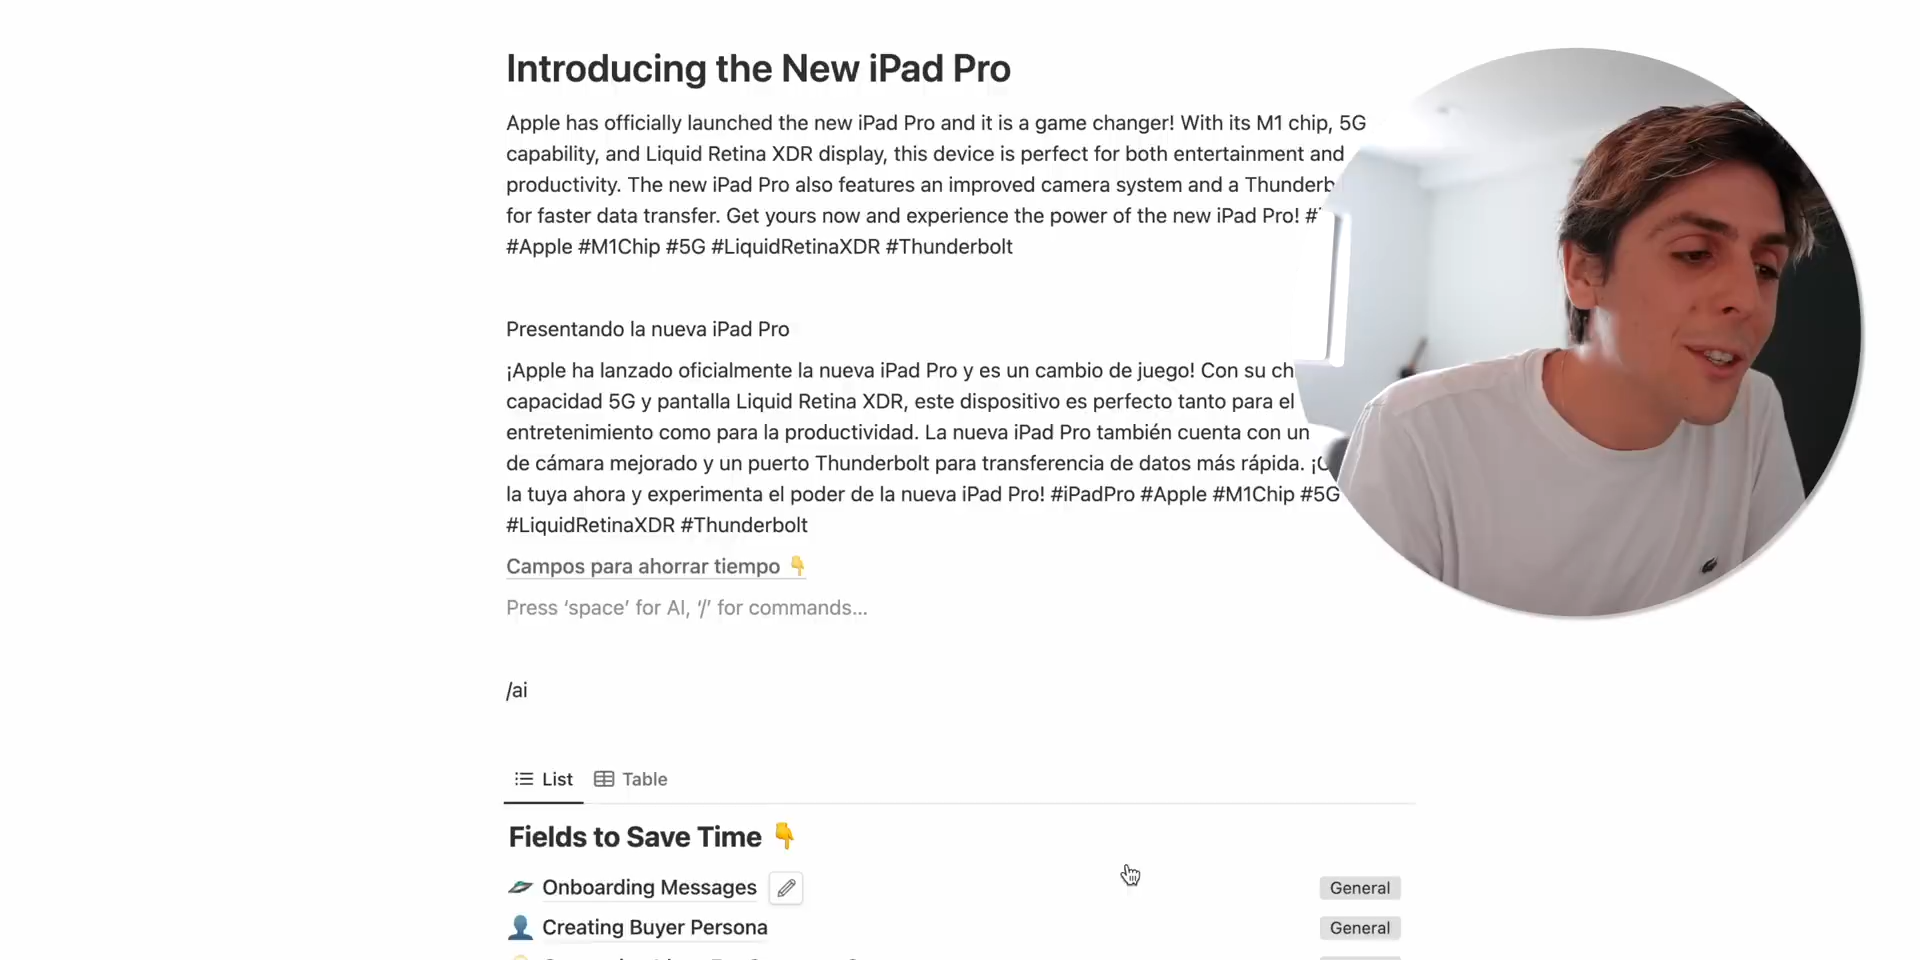 Introducing the New iPad Pro
Apple has officially launched the new iPad Pro and it is a game changer! With its M1 chip, 5G
capability, and Liquid Retina XDR display, this device is perfect for both entertainment and
productivity. The new iPad Pro also features an improved camera system and a
for faster data transfer. Get yours now and experience the power of the new iPad Pro!
#Apple #M1Chip #5G #LiquidRetinaXDR #Thunderbolt
Presentando la nueva iPad Pro
¡Apple ha lanzado oficialmente la nueva iPad Pro y es un cambio de juego! Con su
capacidad 5G y pantalla Liquid Retina XDR, este dispositivo es perfecto tanto para el
entretenimiento como para la productividad. La nueva iPad Pro también cuenta con un
de cámara mejorado y un puerto Thunderbolt para transferencia de datos más rápida.
la tuya ahora y experimenta el poder de la nueva iPad Pro! #iPadPro #Apple #M1Chip #5G
#LiquidRetinaXDR #Thunderbolt
Campos para ahorrar tiempo 👇
Press ‘space’ for AI, ‘/’ for commands...
/ai
List Table
Fields to Save Time 👇
Onboarding Messages General
Creating Buyer Persona General